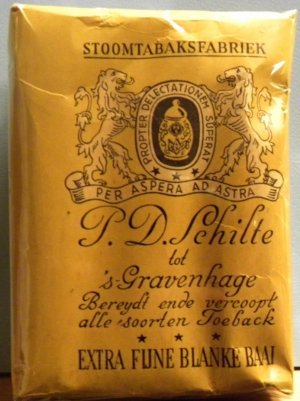 STOOMTABAKSFABRIEK
PROPTER DELECTATIONEM SUPERAT
PER ASPERA AD ASTRA
P. D. Schilte
tot
's-Gravenhage
Bereydt ende vercoopt
alle soorten Toeback
EXTRA FIJNE BLANKE BAAI